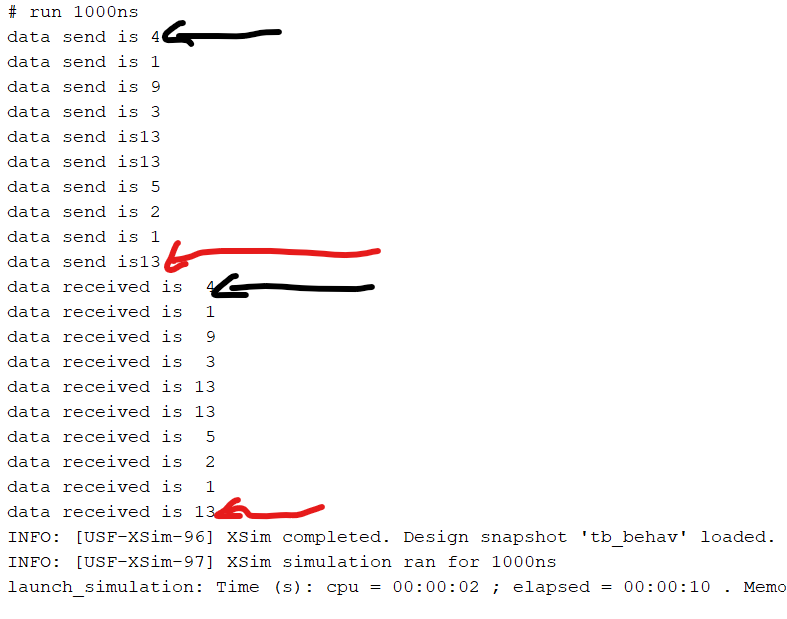 # run 1000ns
data send is 4
data send is 1
data send is 9
data send is 3
data send is13
data send is13
data send is 5
data send is 2
data send is 1
data send is13
data received is   4
data received is   1
data received is   9
data received is   3
data received is  13
data received is  13
data received is   5
data received is   2
data received is   1
data received is  13
INFO: [USF-XSim-96] XSim completed. Design snapshot 'tb_behav' loaded.
INFO: [USF-XSim-97] XSim simulation ran for 1000ns
launch_simulation: Time (s): cpu = 00:00:02 ; elapsed = 00:00:10 . Memo